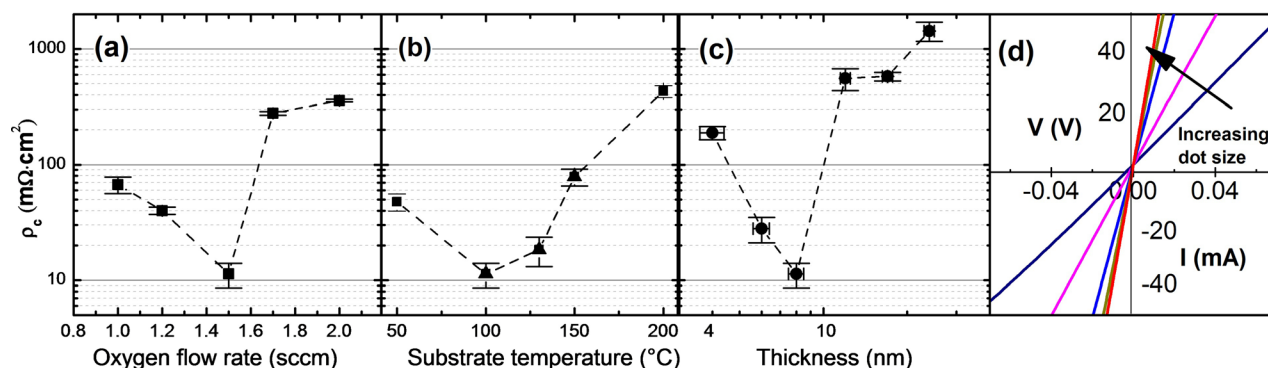 ρc (mΩ·cm²)
1000
100
10
(a)
0.8 1.0 1.2 1.4 1.6 1.8 2.0
Oxygen flow rate (sccm)
(b)
50 100 150 200
Substrate temperature (°C)
(c)
4 10
Thickness (nm)
(d)
40
20
V (V)
Increasing
dot size
-0.04 0.00 0.04
-20
I (mA)
-40